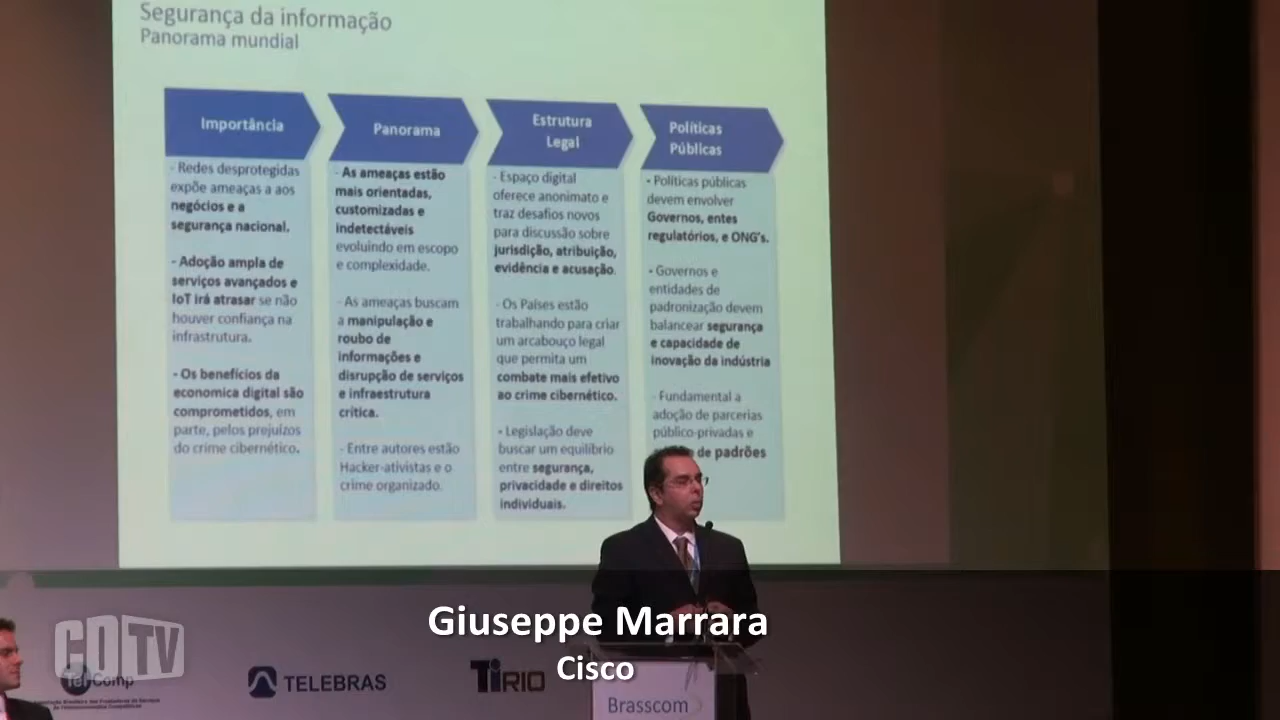 Segurança da informação
Panorama mundial
Importância
- Redes desprotegidas
expõe ameaças a aos
negócios e a
segurança nacional.
- Adoção ampla de
serviços avançados e
IoT irá atrasar se não
houver confiança na
infrastrutura.
- Os benefícios da
economica digital são
comprometidos, em
parte, pelos prejuízos
do crime cibernético.
Panorama
- As ameaças estão
mais orientadas,
customizadas e
indetectáveis
evoluindo em escopo
e complexidade.
- As ameaças buscam
a manipulação e
roubo de
informações e
disrupção de serviços
e infraestrutura
crítica.
- Entre autores estão
Hacker-ativistas e o
crime organizado.
Estrutura
Legal
- Espaço digital
oferece anonimato e
traz desafios novos
para discussão sobre
jurisdição, atribuição,
evidência e acusação.
- Os Países estão
trabalhando para criar
um arcabouço legal
que permita um
combate mais efetivo
ao crime cibernético.
- Legislação deve
buscar um equilíbrio
entre segurança,
privacidade e direitos
individuais.
Políticas
Públicas
- Políticas públicas
devem envolver
Governos, entes
regulatórios, e ONG's.
- Governos e
entidades de
padronização devem
balancear segurança
e capacidade de
inovação da indústria
- Fundamental a
adoção de parcerias
público-privadas e
de padrões
Giuseppe Marrara
Cisco
CDTV
TelComp
TELEBRAS
TI RIO
Brasscom